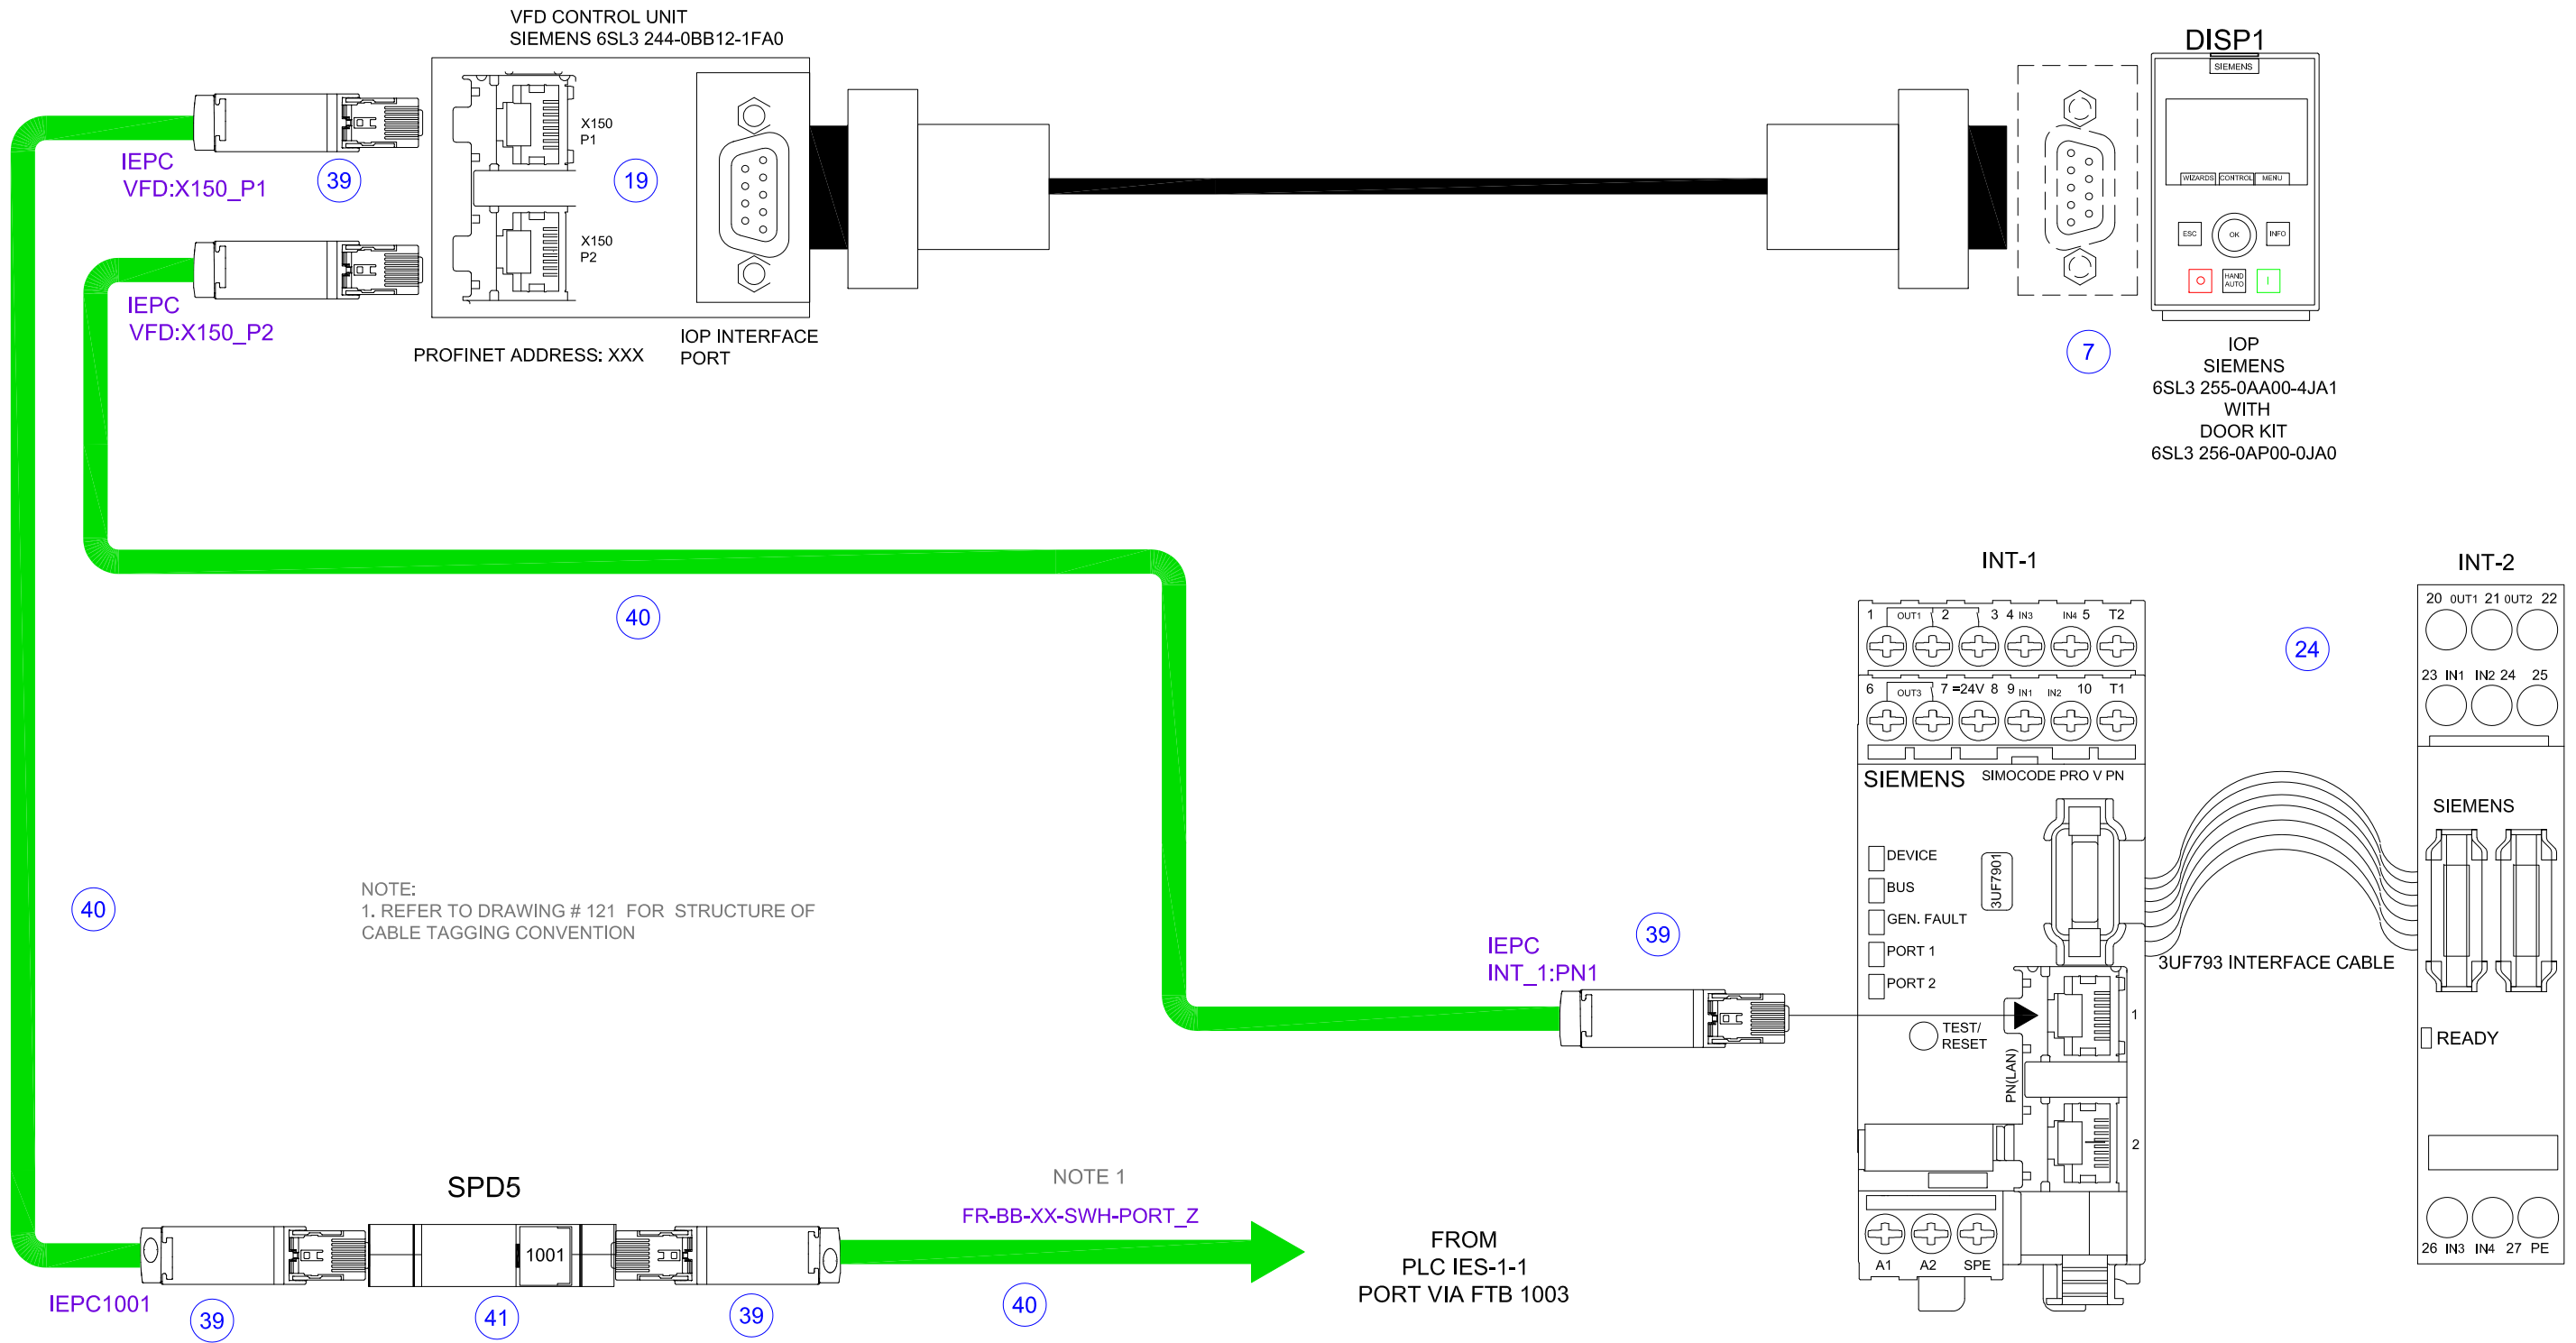 VFD CONTROL UNIT
SIEMENS 6SL3 244-0BB12-1FA0
X150
P1
X150
P2
19
IEPC
VFD:X150_P1
39
IEPC
VFD:X150_P2
PROFINET ADDRESS: XXX
IOP INTERFACE
PORT
DISP1
SIEMENS
WIZARDS CONTROL MENU
ESC OK INFO
O HAND
AUTO I
7
IOP
SIEMENS
6SL3 255-0AA00-4JA1
WITH
DOOR KIT
6SL3 256-0AP00-0JA0
40
40
NOTE:
1. REFER TO DRAWING # 121 FOR STRUCTURE OF
CABLE TAGGING CONVENTION
INT-1
1 OUT1 2 3 4 IN3 IN4 5 T2
6 OUT3 7 =24V 8 9 IN1 IN2 10 T1
SIEMENS SIMOCODE PRO V PN
DEVICE
BUS
GEN. FAULT
PORT 1
PORT 2
3UF7901
TEST/
RESET
PN(LAN)
1
2
A1 A2 SPE
IEPC
INT_1:PN1
39
24
3UF793 INTERFACE CABLE
INT-2
20 OUT1 21 OUT2 22
23 IN1 IN2 24 25
SIEMENS
READY
26 IN3 IN4 27 PE
SPD5
1001
IEPC1001
39
41
39
NOTE 1
FR-BB-XX-SWH-PORT_Z
40
FROM
PLC IES-1-1
PORT VIA FTB 1003